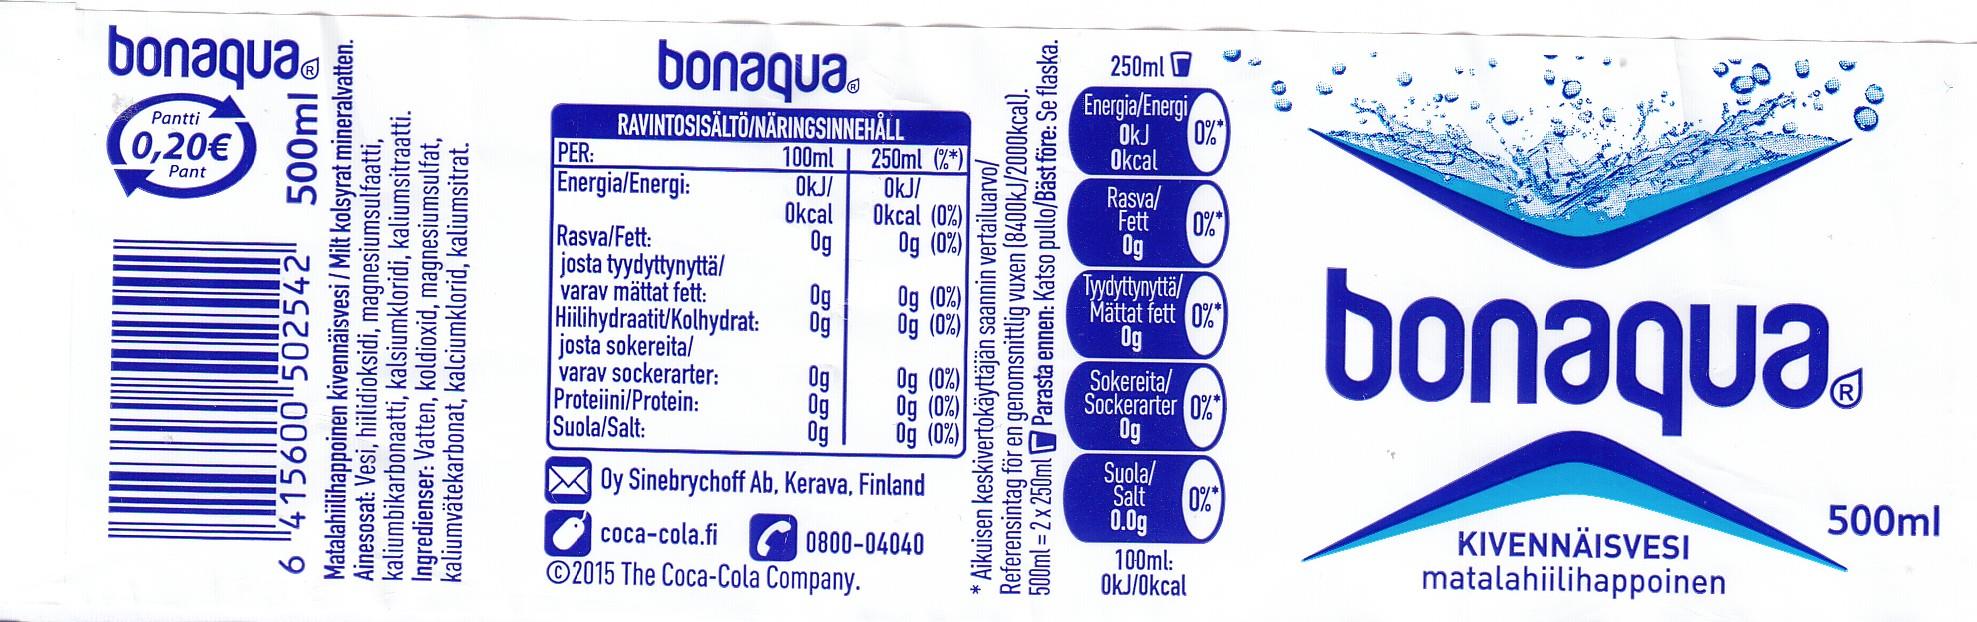 bonaqua®
Pantti
0,20€
Pant
500ml
6 415600 502542
Matalahiilihappoinen kivennäisvesi / Milt kolsyrat mineralvatten.
Ainesosat: Vesi, hiilidioksidi, magnesiumsulfaatti,
kaliumbikarbonaatti, kalsiumkloridi, kaliumsitraatti.
Ingredienser: Vatten, koldioxid, magnesiumsulfat,
kaliumvätekarbonat, kalciumklorid, kaliumsitrat.
bonaqua®
RAVINTOSISÄLTÖ/NÄRINGSINNEHÅLL
PER: 100ml 250ml (%*)
Energia/Energi: 0kJ/ 0kJ/
0kcal 0kcal (0%)
Rasva/Fett: 0g 0g (0%)
josta tyydyttynyttä/
varav mättat fett: 0g 0g (0%)
Hiilihydraatit/Kolhydrat: 0g 0g (0%)
josta sokereita/
varav sockerarter: 0g 0g (0%)
Proteiini/Protein: 0g 0g (0%)
Suola/Salt: 0g 0g (0%)
Oy Sinebrychoff Ab, Kerava, Finland
coca-cola.fi 0800-04040
©2015 The Coca-Cola Company.
* Aikuisen keskivertokäyttäjän saannin vertailuarvo/
Referensintag för en genomsnittlig vuxen (8400kJ/2000kcal).
500ml = 2 x 250ml Parasta ennen: Katso pullo/Bäst före: Se flaska.
250ml
Energia/Energi
0kJ
0kcal
0%*
Rasva/
Fett
0g
0%*
Tyydyttynyttä/
Mättat fett
0g
0%*
Sokereita/
Sockerarter
0g
0%*
Suola/
Salt
0.0g
0%*
100ml:
0kJ/0kcal
bonaqua®
500ml
KIVENNÄISVESI
matalahiilihappoinen